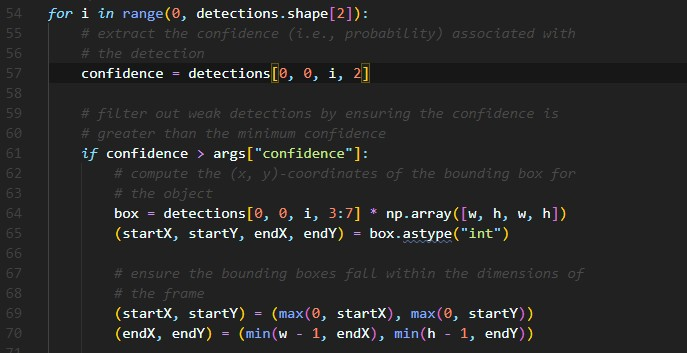 54 for i in range(0, detections.shape[2]):
55 # extract the confidence (i.e., probability) associated with
56 # the detection
57 confidence = detections[0, 0, i, 2]
58
59 # filter out weak detections by ensuring the confidence is
60 # greater than the minimum confidence
61 if confidence > args["confidence"]:
62 # compute the (x, y)-coordinates of the bounding box for
63 # the object
64 box = detections[0, 0, i, 3:7] * np.array([w, h, w, h])
65 (startX, startY, endX, endY) = box.astype("int")
66
67 # ensure the bounding boxes fall within the dimensions of
68 # the frame
69 (startX, startY) = (max(0, startX), max(0, startY))
70 (endX, endY) = (min(w - 1, endX), min(h - 1, endY))
71